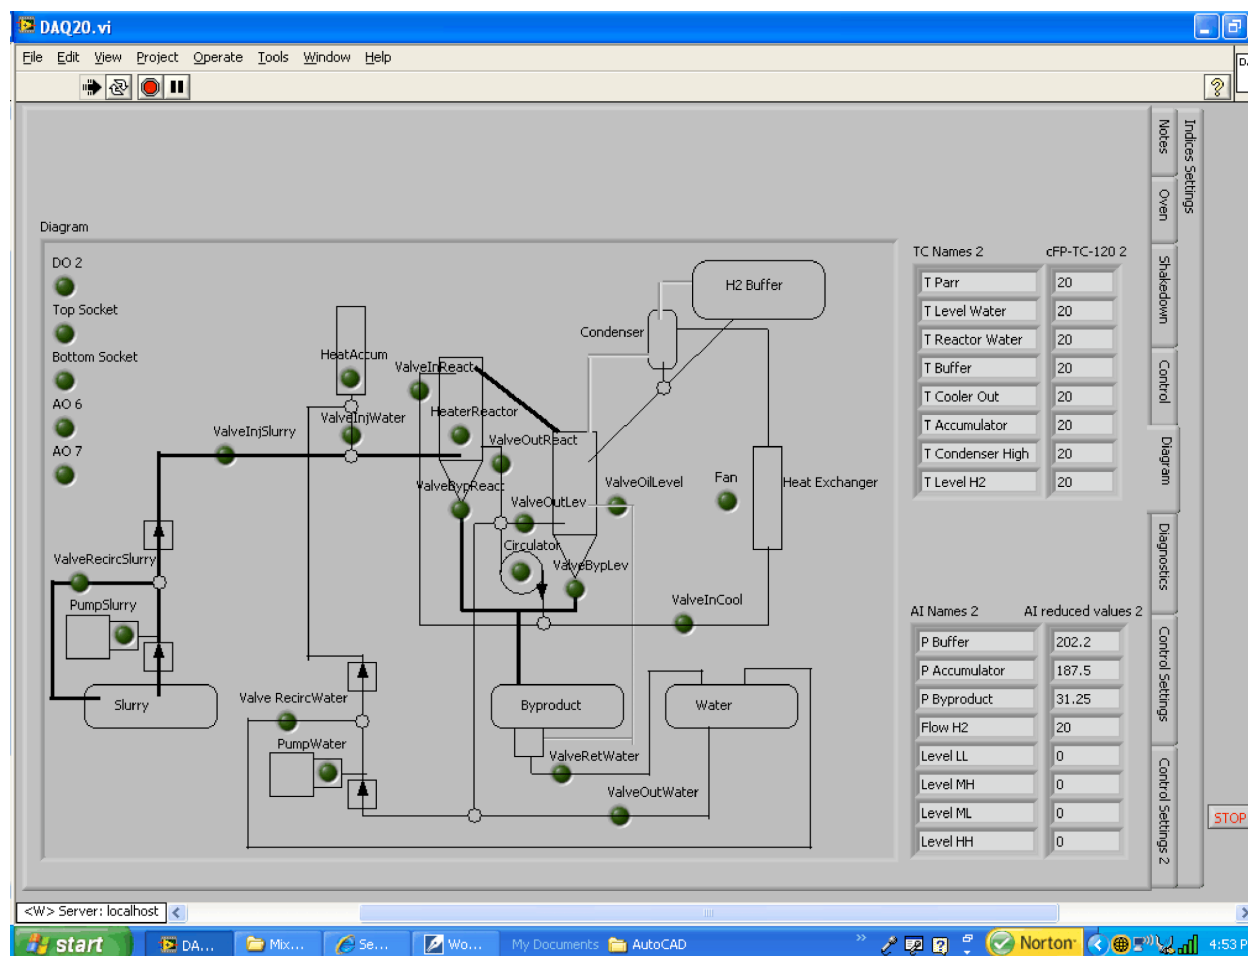 DAQ20.vi
File Edit View Project Operate Tools Window Help
Notes
Oven
Shakedown
Control
Diagram
Diagnostics
Control Settings
Control Settings 2
Indices Settings
Diagram
DO 2
Top Socket
Bottom Socket
AO 6
AO 7
H2 Buffer
Condenser
HeatAccum
ValveInReact
ValveInjWater
HeaterReactor
ValveInjSlurry
ValveOutReact
ValveBypReact
ValveOutLev
ValveOilLevel
Fan
Heat Exchanger
Circulator
ValveBypLev
ValveRecircSlurry
PumpSlurry
ValveInCool
Slurry
Valve RecircWater
Byproduct
Water
PumpWater
ValveRetWater
ValveOutWater
TC Names 2 cFP-TC-120 2
T Parr 20
T Level Water 20
T Reactor Water 20
T Buffer 20
T Cooler Out 20
T Accumulator 20
T Condenser High 20
T Level H2 20
AI Names 2 AI reduced values 2
P Buffer 202.2
P Accumulator 187.5
P Byproduct 31.25
Flow H2 20
Level LL 0
Level MH 0
Level ML 0
Level HH 0
STOP
<W> Server: localhost
start DA... Mix... Se... Wo... My Documents AutoCAD Norton 4:53 P